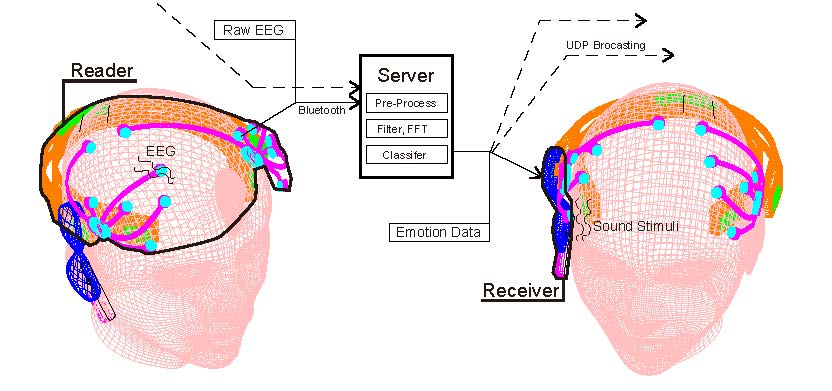 Raw EEG
Reader
Server
UDP Brocasting
Pre-Process
Bluetooth
Filter, FFT
EEG
Classifer
Emotion Data
Sound Stimuli
Receiver